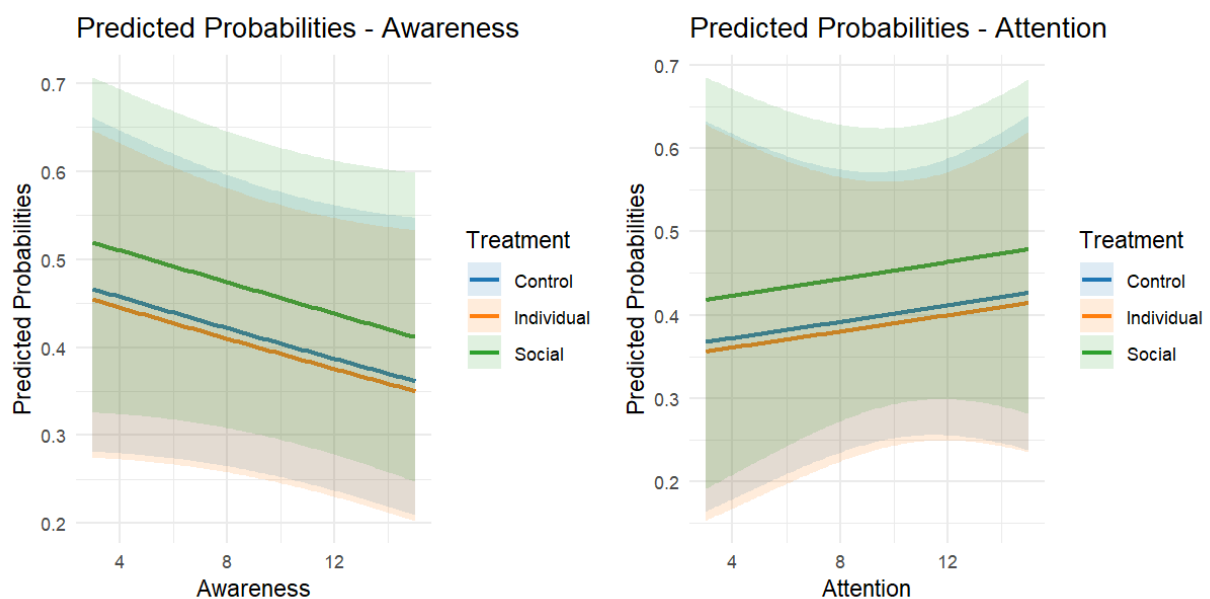 Predicted Probabilities - Awareness
0.7
0.6
0.5
0.4
0.3
0.2
Predicted Probabilities
4
8
12
Awareness
Treatment
Control
Individual
Social
Predicted Probabilities - Attention
0.7
0.6
0.5
0.4
0.3
0.2
Predicted Probabilities
4
8
12
Attention
Treatment
Control
Individual
Social